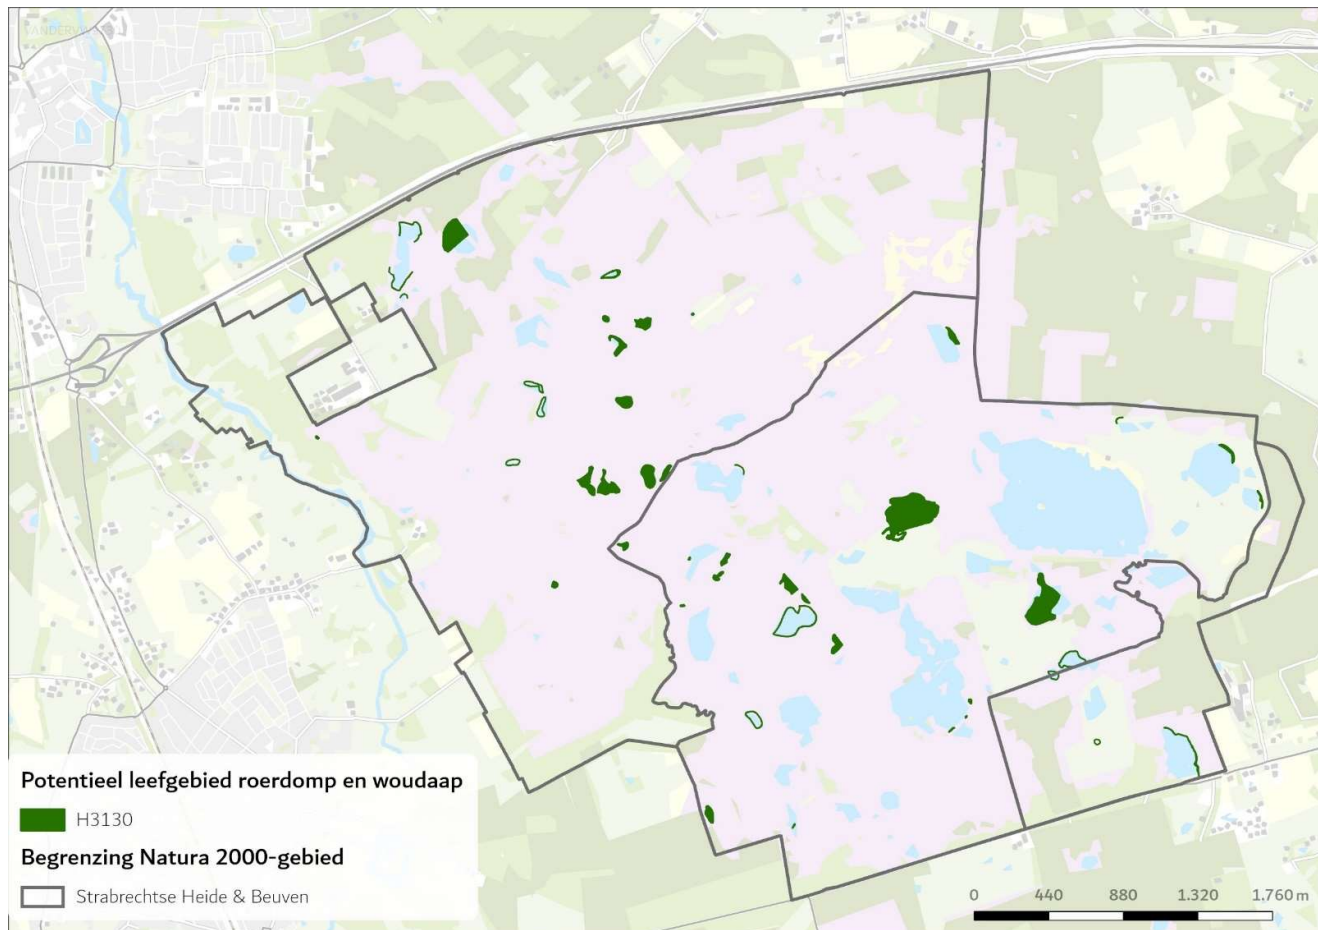 Potentieel leefgebied roerdomp en woudaap
H3130
Begrenzing Natura 2000-gebied
Strabrechtse Heide & Beuven
0 440 880 1.320 1.760 m